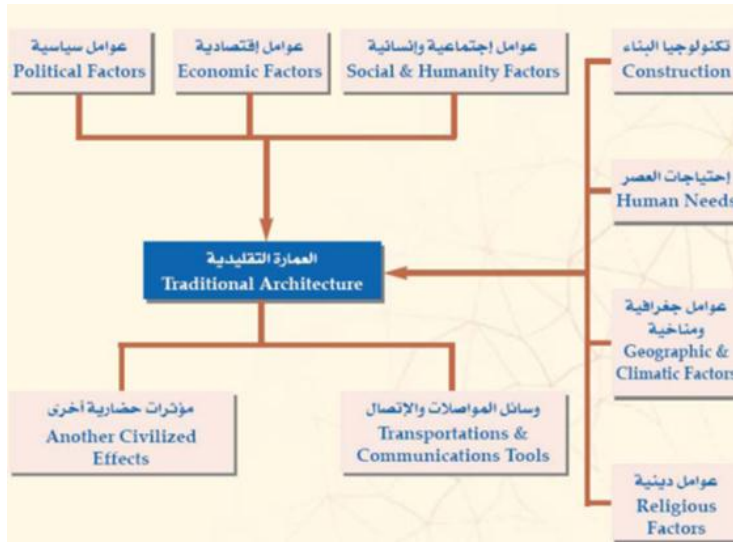 عوامل سياسية
Political Factors
عوامل إقتصادية
Economic Factors
عوامل إجتماعية وإنسانية
Social & Humanity Factors
تكنولوجيا البناء
Construction
إحتياجات العصر
Human Needs
العمارة التقليدية
Traditional Architecture
عوامل جغرافية
ومناخية
Geographic &
Climatic Factors
مؤثرات حضارية أخرى
Another Civilized
Effects
وسائل المواصلات والإتصال
Transportations &
Communications Tools
عوامل دينية
Religious
Factors